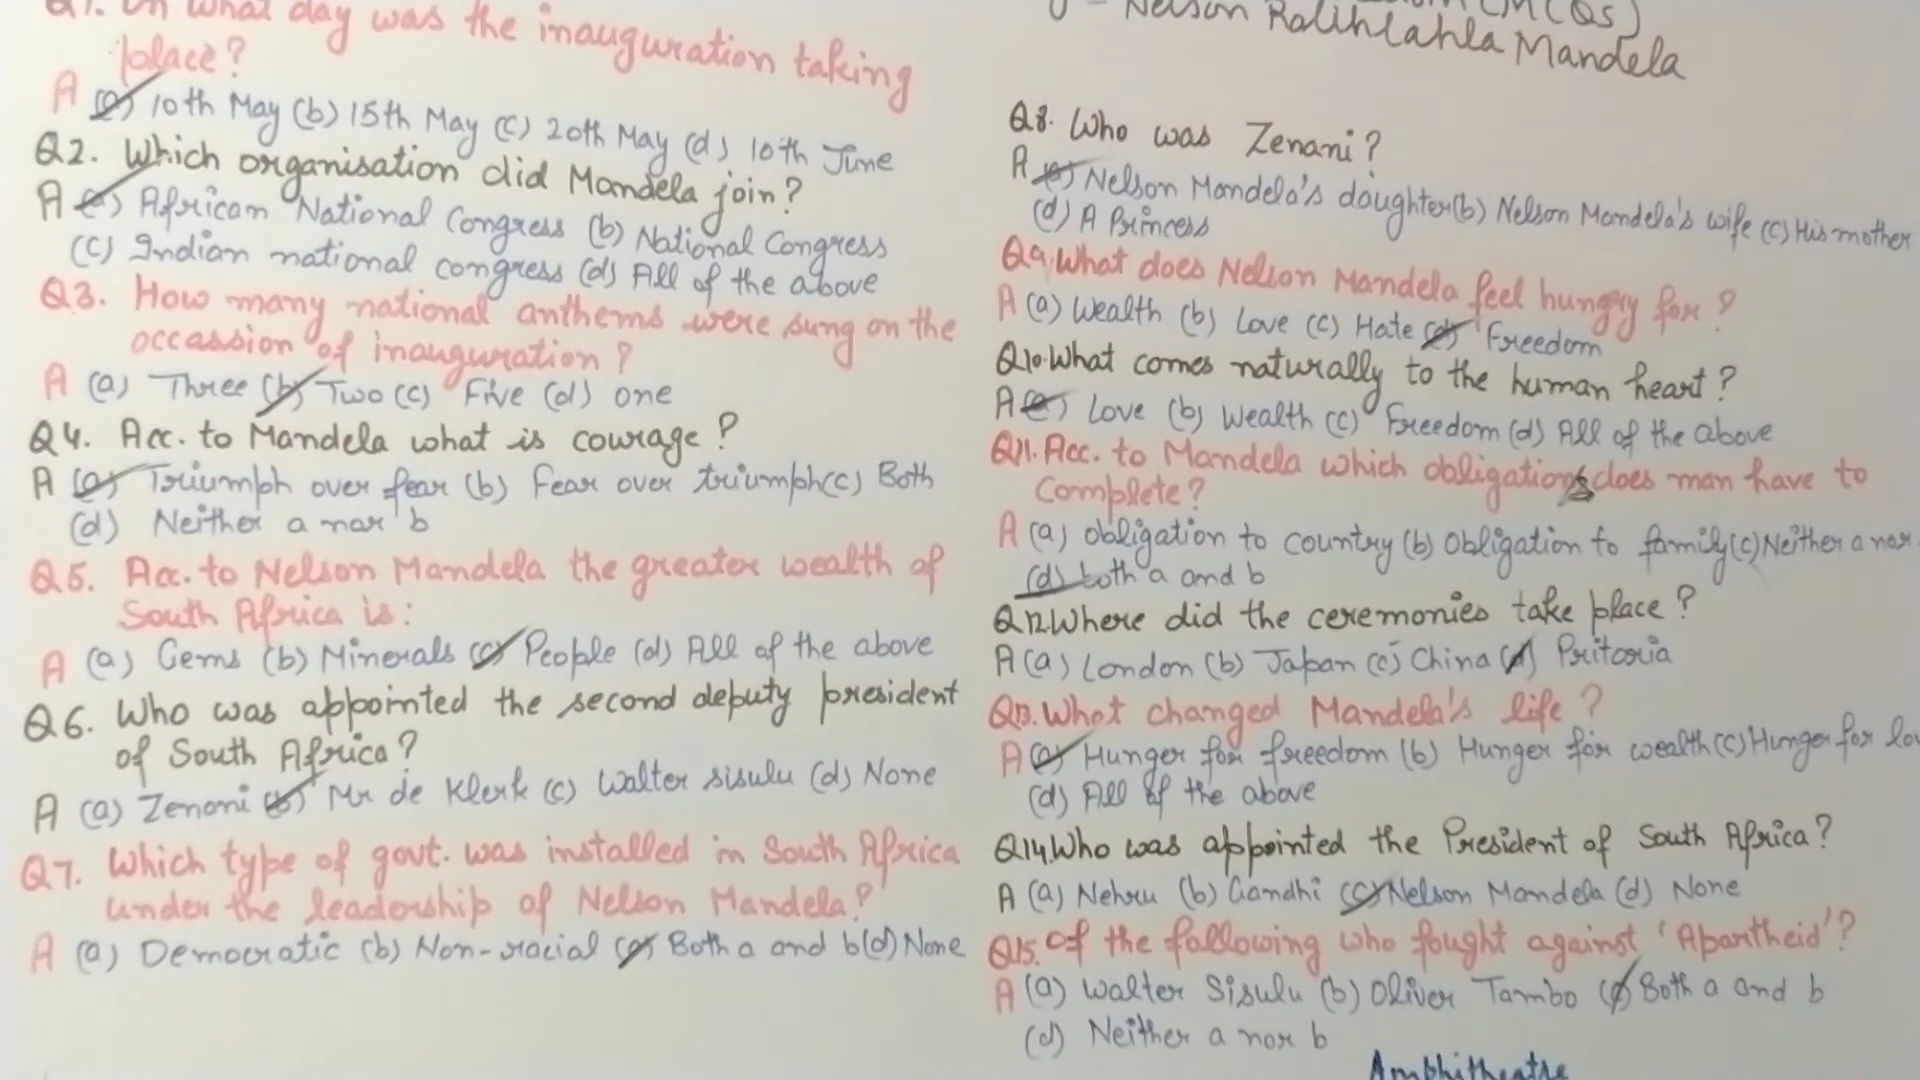 Q1. On what day was the inauguration taking
place?
A (a) 10th May (b) 15th May (c) 20th May (d) 10th June
Q2. Which organisation did Mandela join?
A (a) African National Congress (b) National Congress
(c) Indian national congress (d) All of the above
Q3. How many national anthems were sung on the
occassion of inauguration?
A (a) Three (b) Two (c) Five (d) one
Q4. Acc. to Mandela what is courage?
A (a) Triumph over fear (b) Fear over triumph (c) Both
(d) Neither a nor b
Q5. Acc. to Nelson Mandela the greater wealth of
South Africa is:
A (a) Gems (b) Minerals (c) People (d) All of the above
Q6. Who was appointed the second deputy president
of South Africa?
A (a) Zenani (b) Mr de Klerk (c) Walter sisulu (d) None
Q7. Which type of govt. was installed in South Africa
under the leadership of Nelson Mandela?
A (a) Democratic (b) Non-racial (c) Both a and b (d) None
(MCQs)
- Nelson Rolihlahla Mandela
Q8. Who was Zenani?
A (a) Nelson Mandela's daughter (b) Nelson Mandela's wife (c) His mother
(d) A Princess
Q9. What does Nelson Mandela feel hungry for?
A (a) Wealth (b) Love (c) Hate (d) Freedom
Q10. What comes naturally to the human heart?
A (a) Love (b) Wealth (c) Freedom (d) All of the above
Q11. Acc. to Mandela which obligations does man have to
Complete?
A (a) obligation to country (b) Obligation to family (c) Neither a nor
(d) both a and b
Q12. Where did the ceremonies take place?
A (a) London (b) Japan (c) China (d) Pritoria
Q13. What changed Mandela's life?
A (a) Hunger for freedom (b) Hunger for wealth (c) Hunger for lov
(d) All of the above
Q14. Who was appointed the President of South Africa?
A (a) Nehru (b) Gandhi (c) Nelson Mandela (d) None
Q15. Of the following who fought against 'Apartheid'?
A (a) Walter Sisulu (b) Oliver Tambo (c) Both a and b
(d) Neither a nor b
Amphitheatre